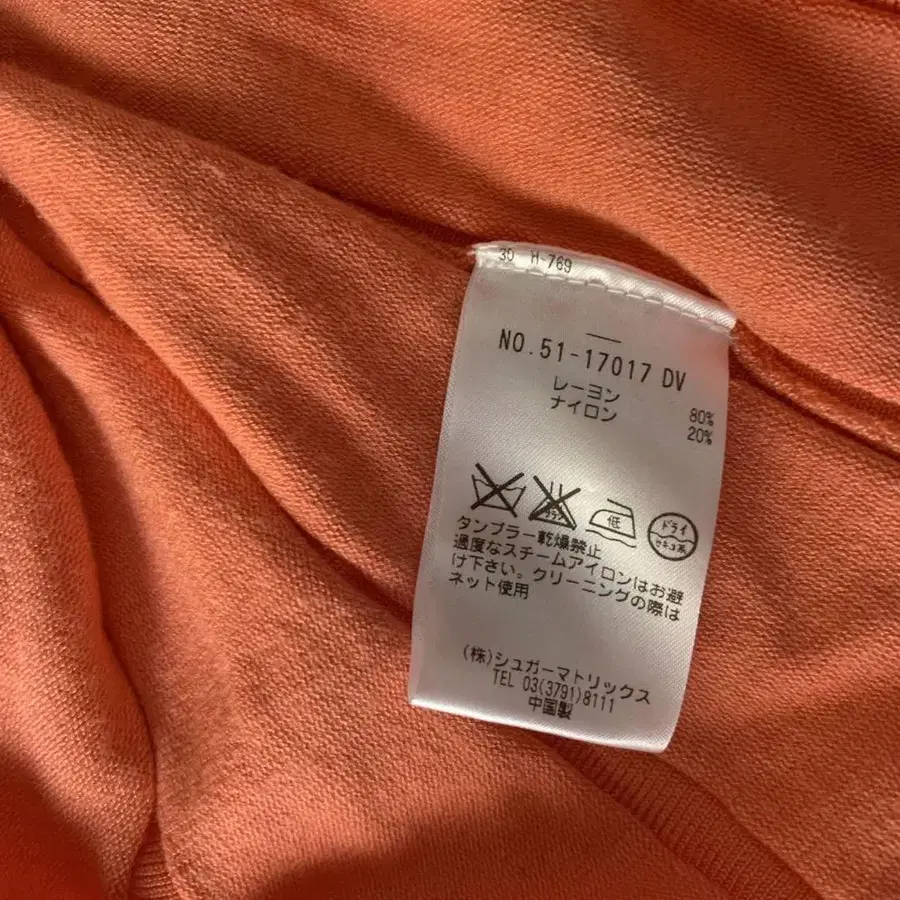 30 H-769
NO.51-17017 DV
レーヨン 80%
ナイロン 20%
低
ドライ
セキユ系
タンブラー乾燥禁止
過度なスチームアイロンはお避
け下さい。クリーニングの際は
ネット使用
(株)シュガーマトリックス
TEL 03(3791)8111
中国製